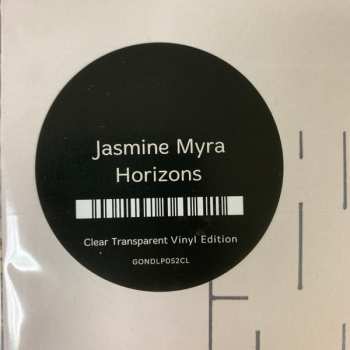 Jasmine Myra
Horizons
Clear Transparent Vinyl Edition
GONDLP052CL